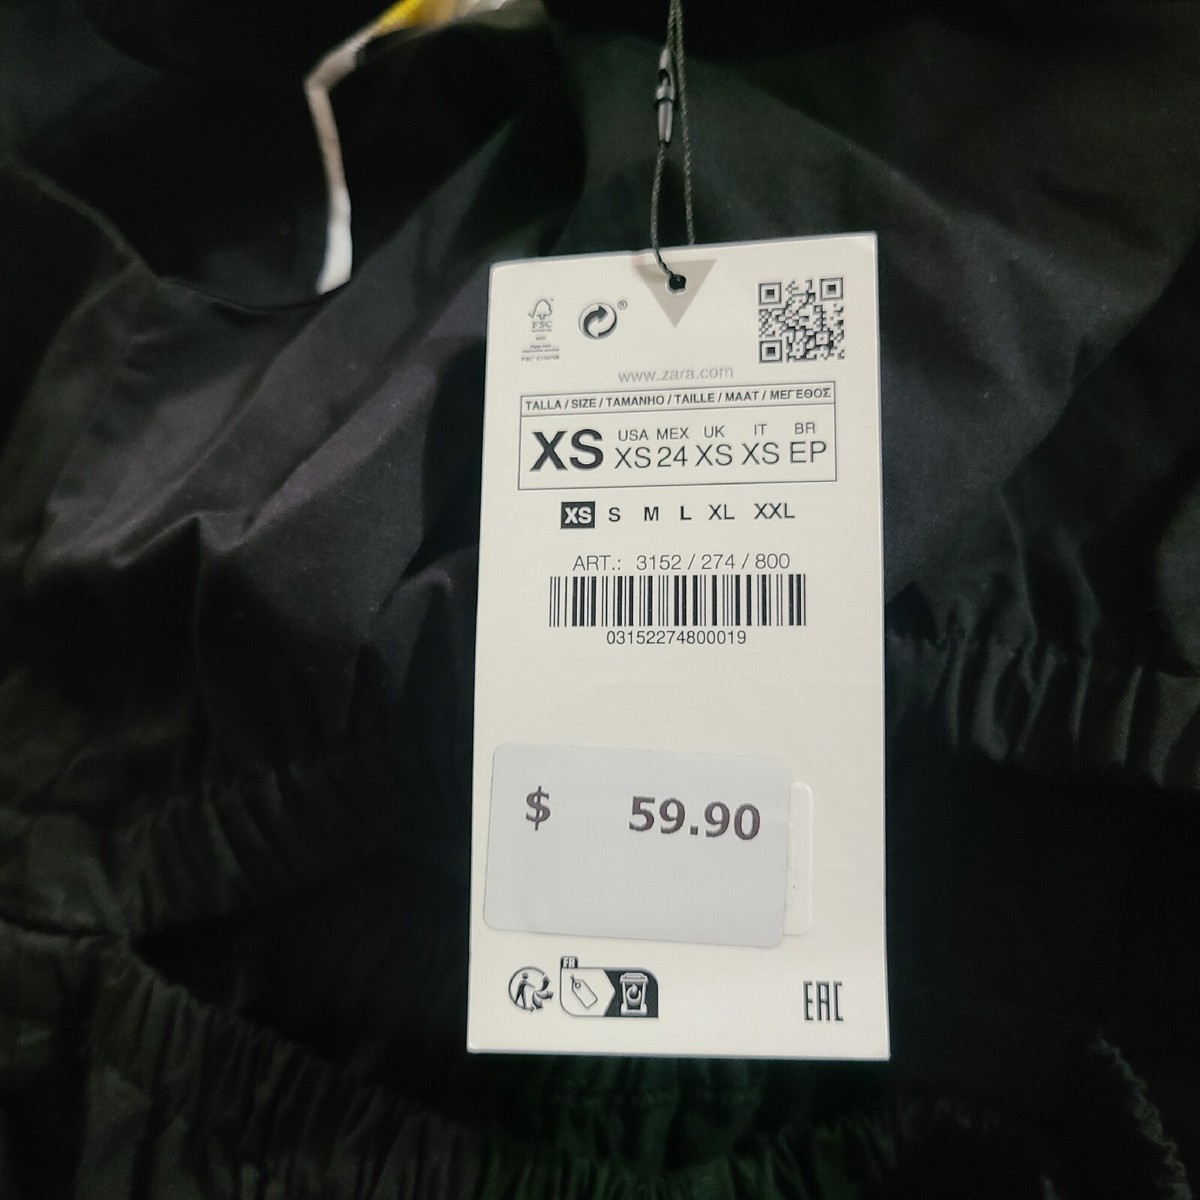 FSC
®
www.zara.com
TALLA / SIZE / TAMANHO / TAILLE / MAAT / ΜΕΓΕΘΟΣ
XS USA XS MEX 24 UK XS IT XS BR EP
XS S M L XL XXL
ART.: 3152 / 274 / 800
03152274800019
$ 59.90
FR
EAC